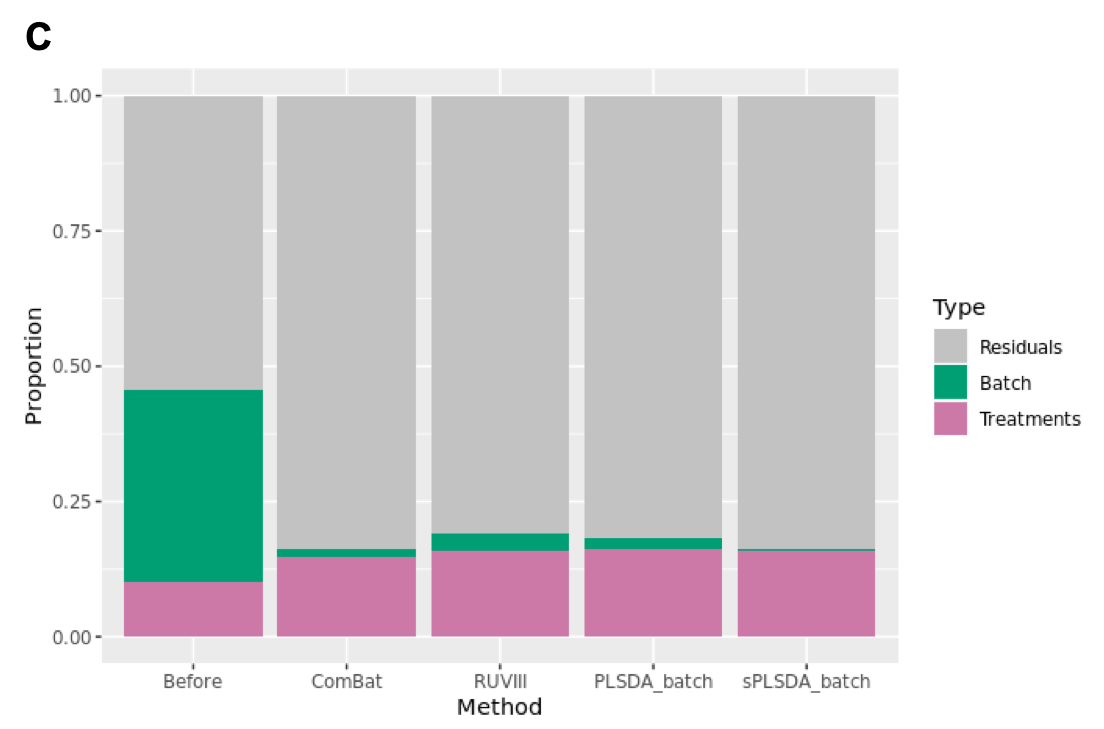 C
1.00
0.75
0.50
0.25
0.00
Proportion
Before ComBat RUVIII PLSDA_batch sPLSDA_batch
Method
Type
Residuals
Batch
Treatments